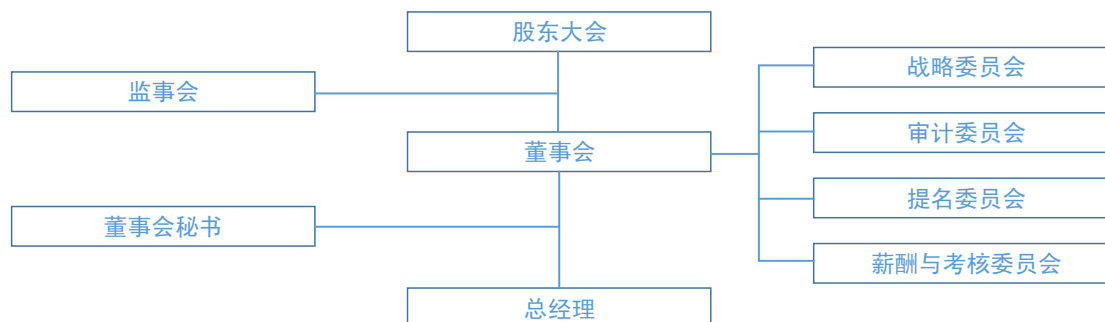 股东大会
监事会
董事会
董事会秘书
总经理
战略委员会
审计委员会
提名委员会
薪酬与考核委员会